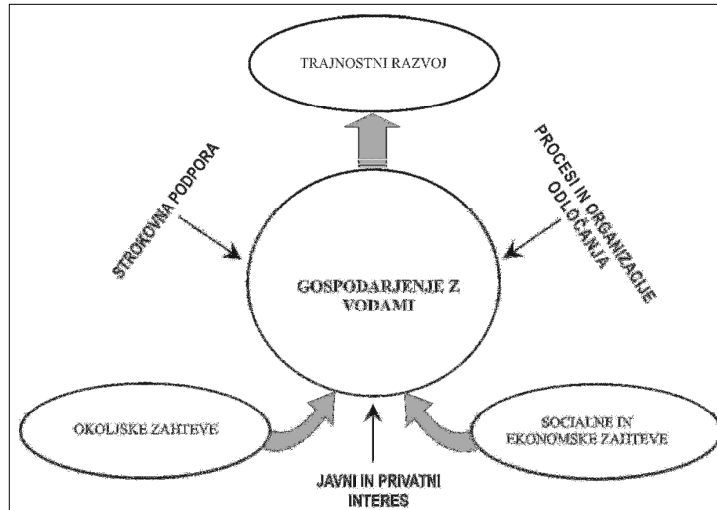 TRAJNOSTNI RAZVOJ
STROKOVNA PODPORA
PROCESI IN ORGANIZACIJE
ODLOČANJA
GOSPODARJENJE Z
VODAMI
OKOLJSKE ZAHTEVE
SOCIALNE IN
EKONOMSKE ZAHTEVE
JAVNI IN PRIVATNI
INTERES